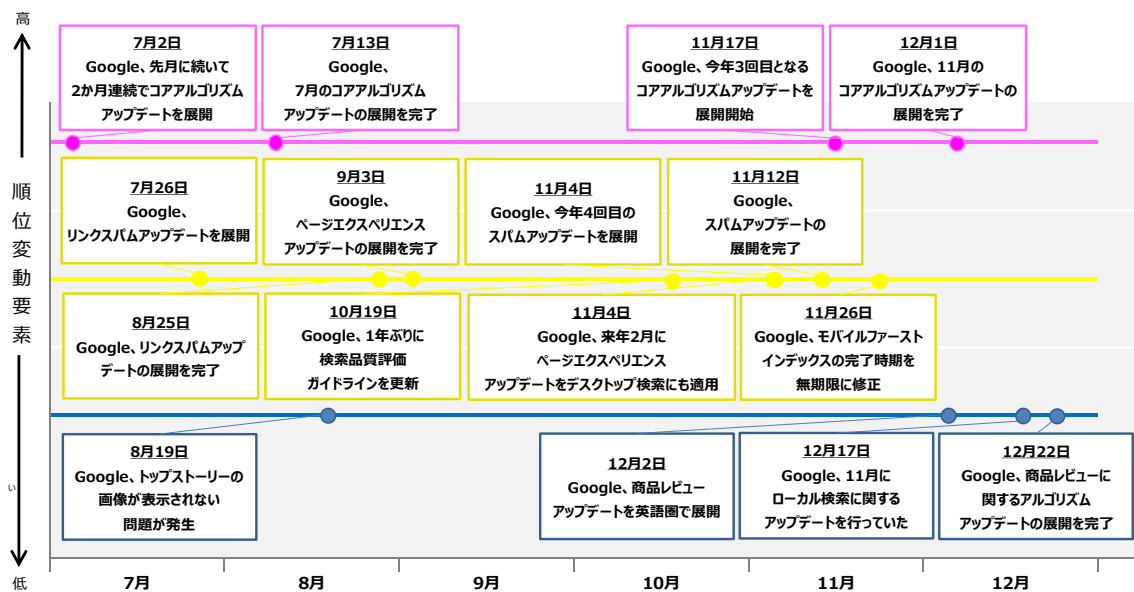 高
7月2日
Google、先月に続いて
2か月連続でコアアルゴリズム
アップデートを展開
7月13日
Google、
7月のコアアルゴリズム
アップデートの展開を完了
11月17日
Google、今年3回目となる
コアアルゴリズムアップデートを
展開開始
12月1日
Google、11月の
コアアルゴリズムアップデートの
展開を完了
順位変動要素
7月26日
Google、
リンクスパムアップデートを展開
9月3日
Google、
ページエクスペリエンス
アップデートの展開を完了
11月4日
Google、今年4回目の
スパムアップデートを展開
11月12日
Google、
スパムアップデートの
展開を完了
8月25日
Google、リンクスパムアップ
デートの展開を完了
10月19日
Google、1年ぶりに
検索品質評価
ガイドラインを更新
11月4日
Google、来年2月に
ページエクスペリエンス
アップデートをデスクトップ検索にも適用
11月26日
Google、モバイルファースト
インデックスの完了時期を
無期限に修正
8月19日
Google、トップストーリーの
画像が表示されない
問題が発生
12月2日
Google、商品レビュー
アップデートを英語圏で展開
12月17日
Google、11月に
ローカル検索に関する
アップデートを行っていた
12月22日
Google、商品レビューに
関するアルゴリズム
アップデートの展開を完了
い
低
7月
8月
9月
10月
11月
12月